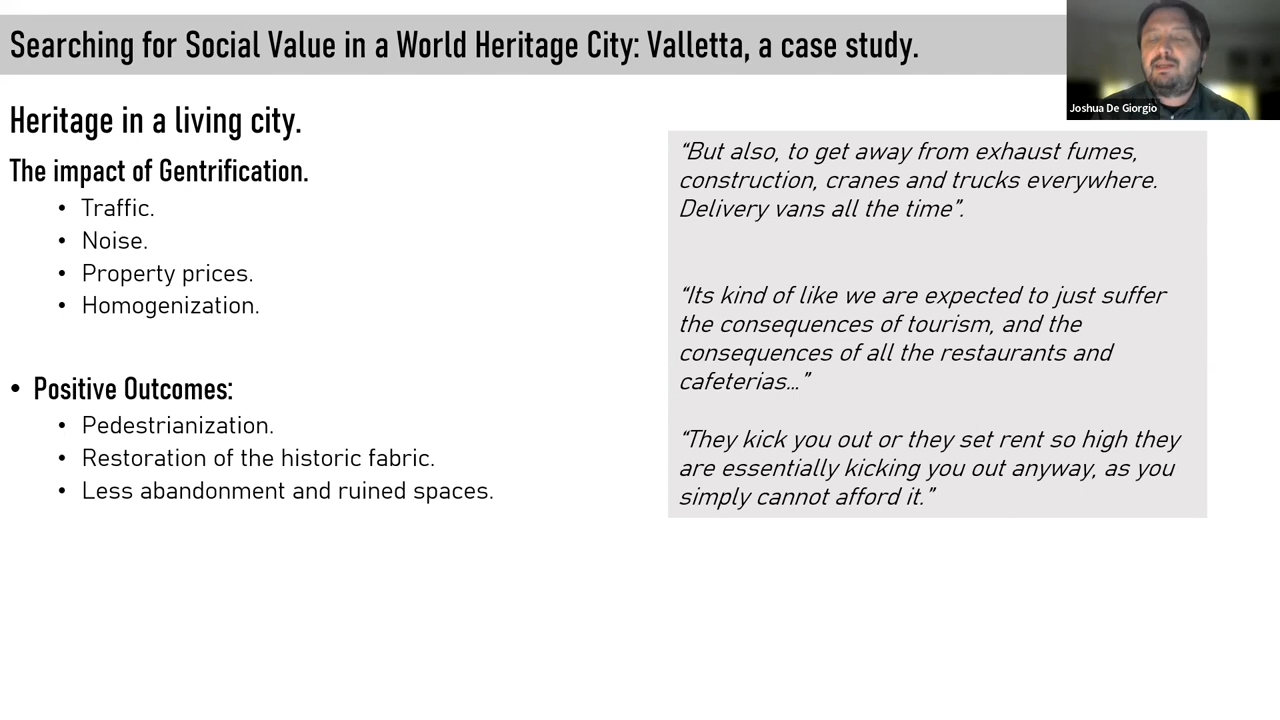 Searching for Social Value in a World Heritage City: Valletta, a case study.
Joshua De Giorgio
Heritage in a living city.
The impact of Gentrification.
• Traffic.
• Noise.
• Property prices.
• Homogenization.
• Positive Outcomes:
• Pedestrianization.
• Restoration of the historic fabric.
• Less abandonment and ruined spaces.
“But also, to get away from exhaust fumes,
construction, cranes and trucks everywhere.
Delivery vans all the time”.
“Its kind of like we are expected to just suffer
the consequences of tourism, and the
consequences of all the restaurants and
cafeterias…”
“They kick you out or they set rent so high they
are essentially kicking you out anyway, as you
simply cannot afford it.”